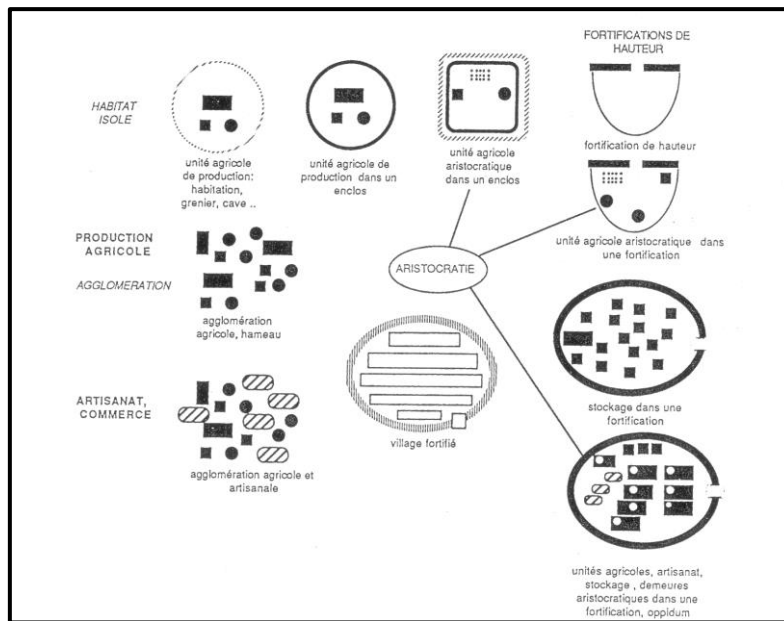 FORTIFICATIONS DE
HAUTEUR
HABITAT
ISOLE
unité agricole
de production:
habitation,
grenier, cave ..
unité agricole de
production dans un
enclos
unité agricole
aristocratique
dans un enclos
fortification de hauteur
unité agricole aristocratique dans
une fortification
PRODUCTION
AGRICOLE
AGGLOMERATION
agglomération
agricole, hameau
ARISTOCRATIE
stockage dans une
fortification
ARTISANAT,
COMMERCE
agglomération agricole et
artisanale
village fortifié
unités agricoles, artisanat,
stockage , demeures
aristocratiques dans une
fortification, oppidum